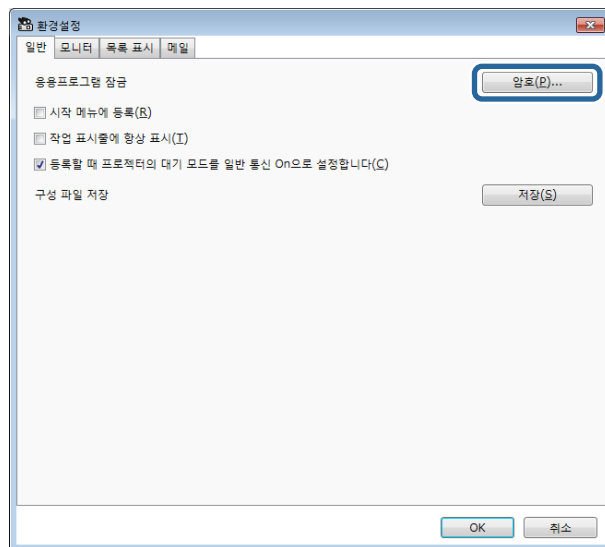 환경설정
일반 모니터 목록 표시 메일
응용프로그램 잠금 암호(P)...
시작 메뉴에 등록(R)
작업 표시줄에 항상 표시(T)
등록할 때 프로젝터의 대기 모드를 일반 통신 On으로 설정합니다(C)
구성 파일 저장 저장(S)
OK 취소